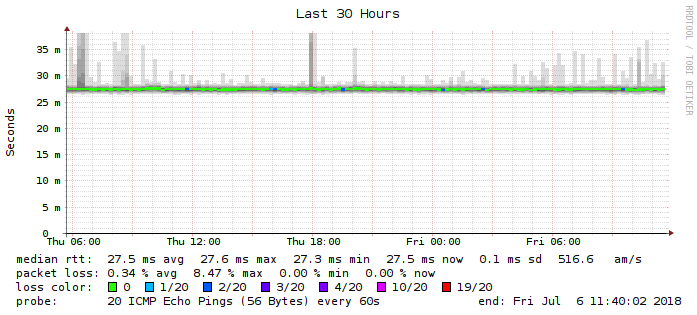 Last 30 Hours
RRDTOOL / TOBI OETIKER
Seconds
35 m
30 m
25 m
20 m
15 m
10 m
5 m
0
Thu 06:00 Thu 12:00 Thu 18:00 Fri 00:00 Fri 06:00
median rtt: 27.5 ms avg 27.6 ms max 27.3 ms min 27.5 ms now 0.1 ms sd 516.6 am/s
packet loss: 0.34 % avg 8.47 % max 0.00 % min 0.00 % now
loss color: 0 1/20 2/20 3/20 4/20 10/20 19/20
probe: 20 ICMP Echo Pings (56 Bytes) every 60s end: Fri Jul 6 11:40:02 2018